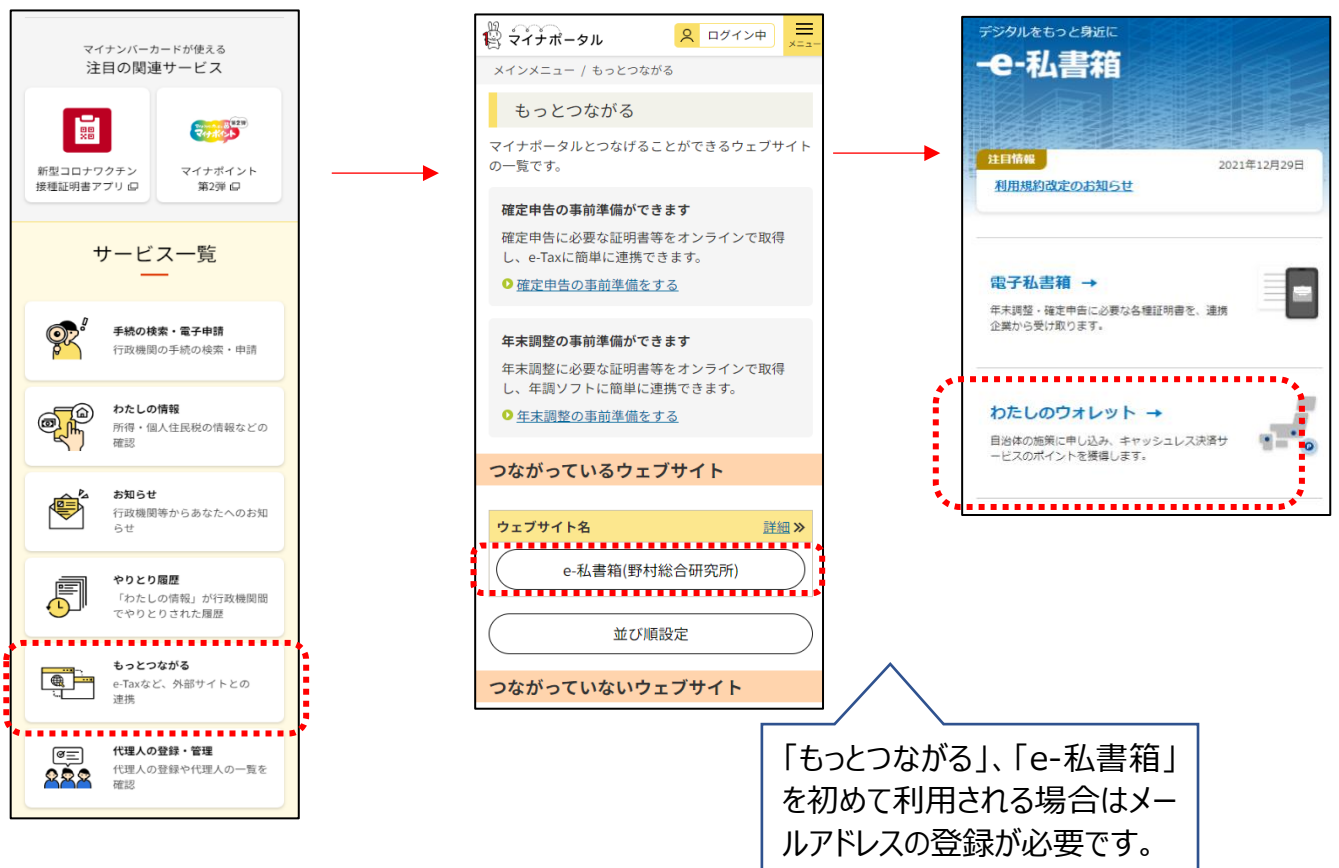 マイナンバーカードが使える
注目の関連サービス
新型コロナワクチン
接種証明書アプリ
マイナポイント
第2弾
サービス一覧
手続の検索・電子申請
行政機関の手続の検索・申請
わたしの情報
所得・個人住民税の情報などの
確認
お知らせ
行政機関等からあなたへのお知
らせ
やりとり履歴
「わたしの情報」が行政機関間
でやりとりされた履歴
もっとつながる
e-Taxなど、外部サイトとの
連携
代理人の登録・管理
代理人の登録や代理人の一覧を
確認
マイナポータル
ログイン中
メニュー
メインメニュー / もっとつながる
もっとつながる
マイナポータルとつなげることができるウェブサイト
の一覧です。
確定申告の事前準備ができます
確定申告に必要な証明書等をオンラインで取得
し、e-Taxに簡単に連携できます。
確定申告の事前準備をする
年末調整の事前準備ができます
年末調整に必要な証明書等をオンラインで取得
し、年調ソフトに簡単に連携できます。
年末調整の事前準備をする
つながっているウェブサイト
ウェブサイト名 詳細
e-私書箱(野村総合研究所)
並び順設定
つながっていないウェブサイト
デジタルをもっと身近に
e-私書箱
注目情報
2021年12月29日
利用規約改定のお知らせ
電子私書箱 →
年末調整・確定申告に必要な各種証明書を、連携
企業から受け取ります。
わたしのウォレット →
自治体の施策に申し込み、キャッシュレス決済サ
ービスのポイントを獲得します。
「もっとつながる」、「e-私書箱」
を初めて利用される場合はメー
ルアドレスの登録が必要です。